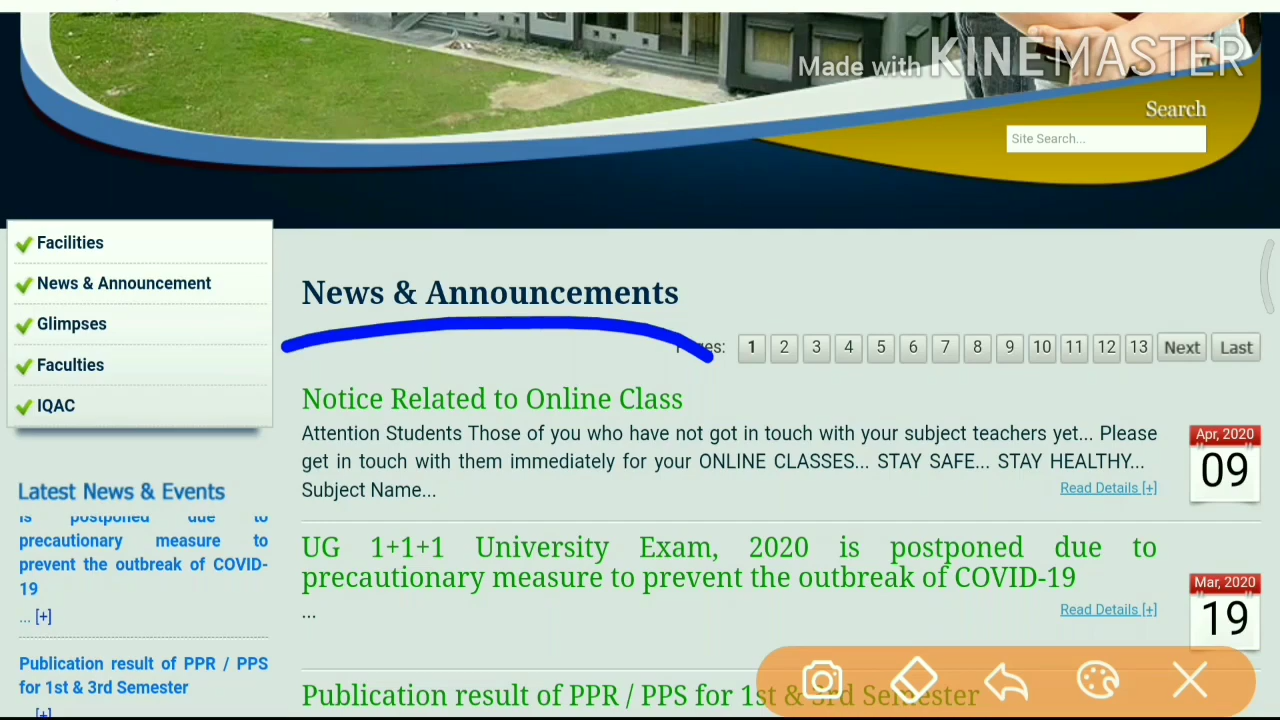 Made with KINEMASTER
Search
Site Search...
Facilities
News & Announcement
Glimpses
Faculties
IQAC
Latest News & Events
is postponed due to
precautionary measure to
prevent the outbreak of COVID-
19
... [+]
Publication result of PPR / PPS
for 1st & 3rd Semester
[+]
News & Announcements
Pages: 1 2 3 4 5 6 7 8 9 10 11 12 13 Next Last
Notice Related to Online Class
Attention Students Those of you who have not got in touch with your subject teachers yet... Please
get in touch with them immediately for your ONLINE CLASSES... STAY SAFE... STAY HEALTHY...
Subject Name...
Read Details [+]
Apr, 2020
09
UG 1+1+1 University Exam, 2020 is postponed due to
precautionary measure to prevent the outbreak of COVID-19
...
Read Details [+]
Mar, 2020
19
Publication result of PPR / PPS for 1st & 3rd Semester